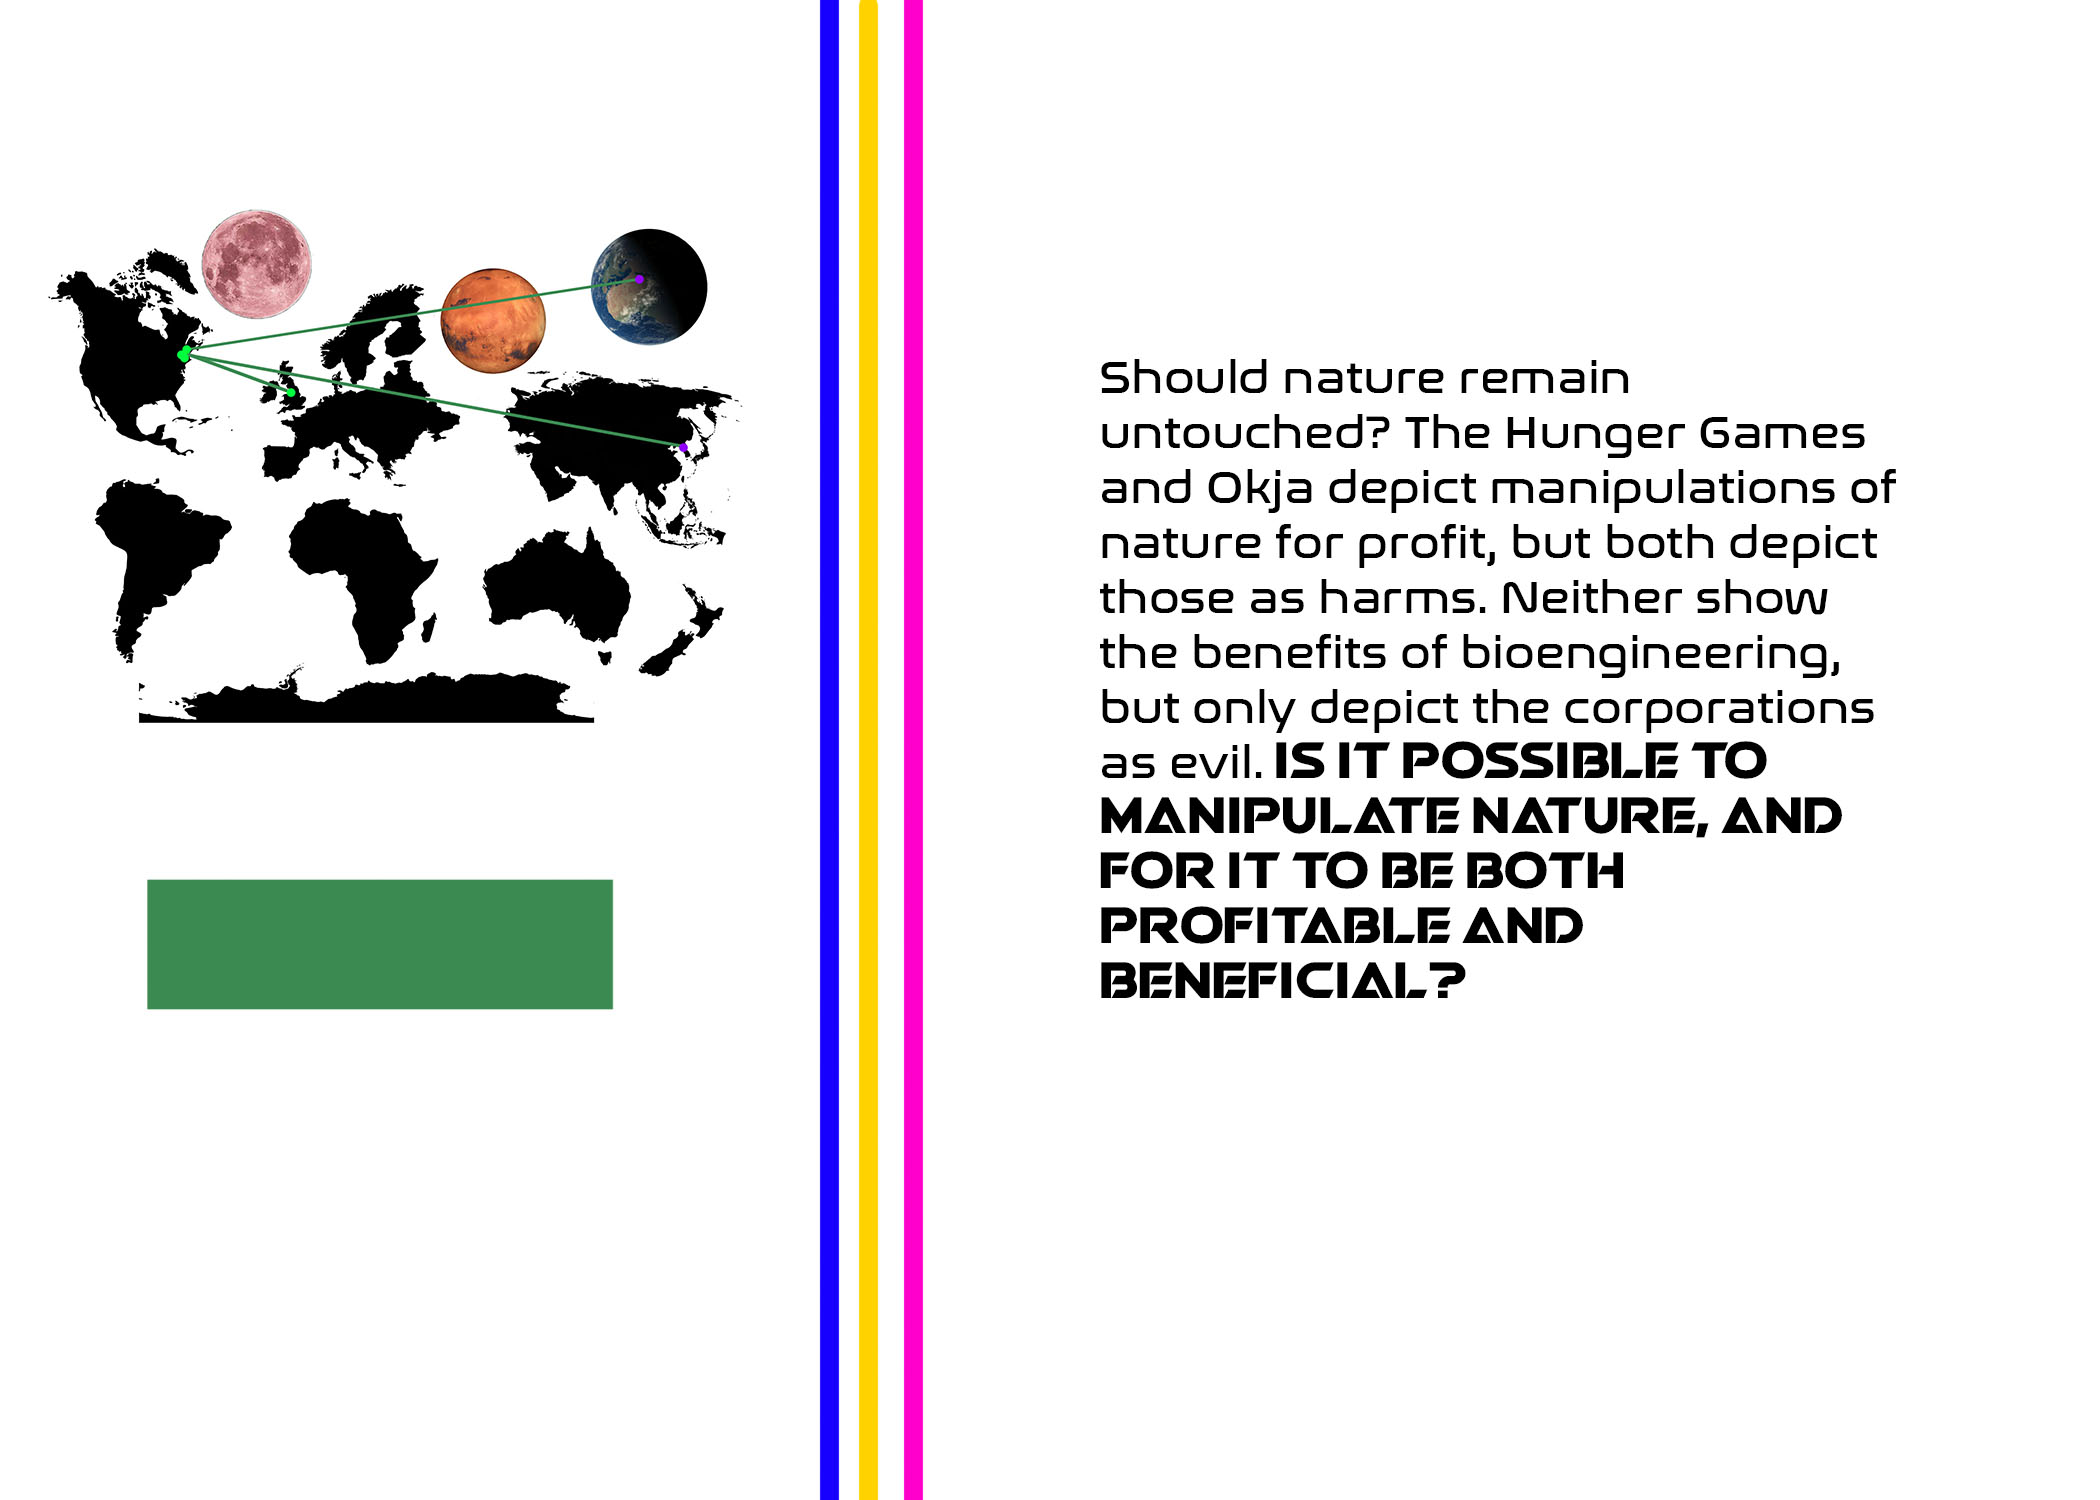 Should nature remain
untouched? The Hunger Games
and Okja depict manipulations of
nature for profit, but both depict
those as harms. Neither show
the benefits of bioengineering,
but only depict the corporations
as evil. IS IT POSSIBLE TO
MANIPULATE NATURE, AND
FOR IT TO BE BOTH
PROFITABLE AND
BENEFICIAL?